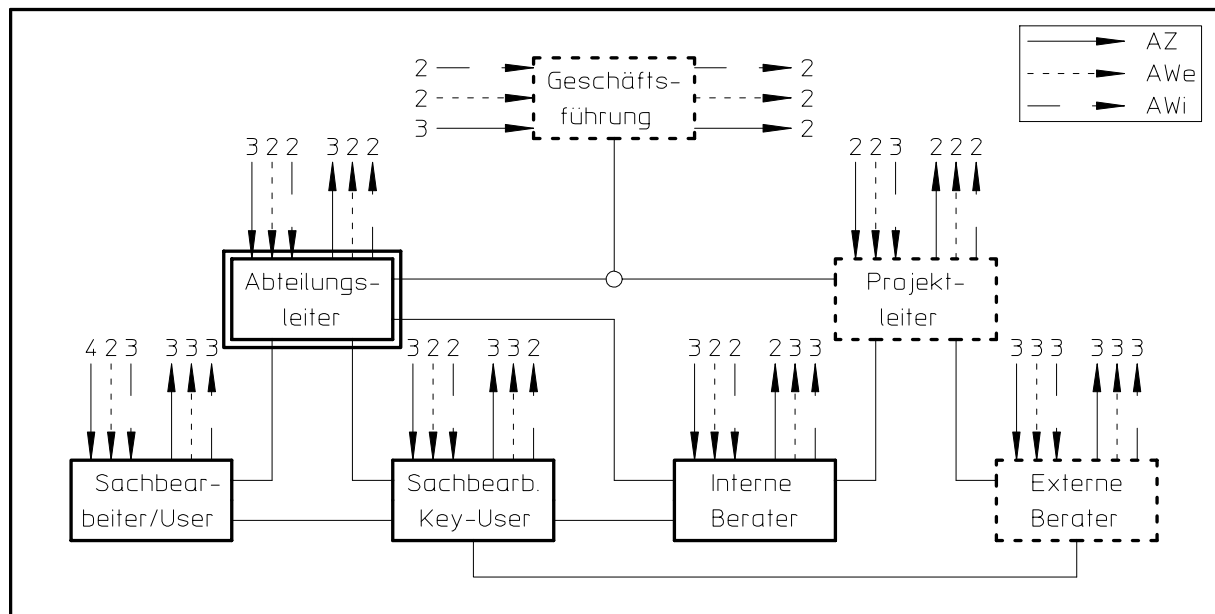 AZ
AWe
AWi
2 Geschäfts- 2
2 führung 2
3 2
3 2 2 3 2 2
2 2 3 2 2 2
Abteilungs-
leiter
Projekt-
leiter
4 2 3 3 3 3
3 2 2 3 3 2
3 2 2 2 3 3
3 3 3 3 3 3
Sachbear-
beiter/User
Sachbearb.
Key-User
Interne
Berater
Externe
Berater